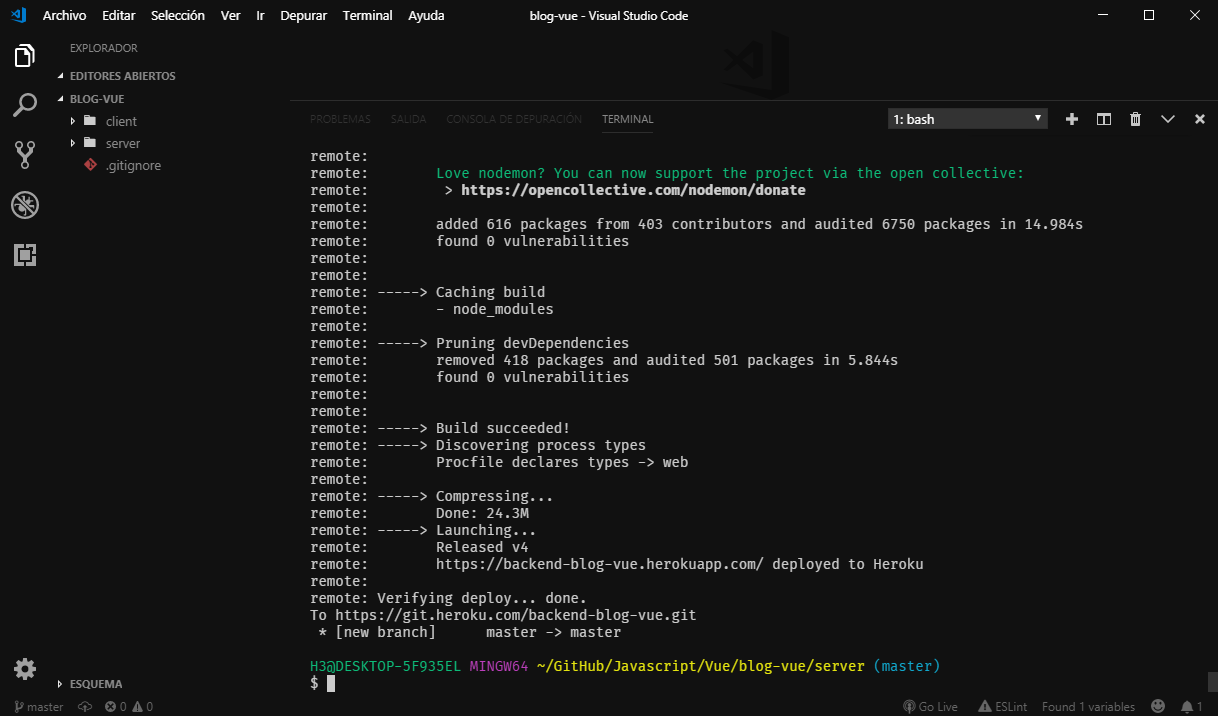 Archivo Editar Selección Ver Ir Depurar Terminal Ayuda blog-vue - Visual Studio Code
EXPLORADOR
EDITORES ABIERTOS
BLOG-VUE
client
server
.gitignore
PROBLEMAS SALIDA CONSOLA DE DEPURACIÓN TERMINAL 1: bash
remote:
remote:        Love nodemon? You can now support the project via the open collective:
remote:         > https://opencollective.com/nodemon/donate
remote:
remote:        added 616 packages from 403 contributors and audited 6750 packages in 14.984s
remote:        found 0 vulnerabilities
remote:
remote:
remote: -----> Caching build
remote:        - node_modules
remote:
remote: -----> Pruning devDependencies
remote:        removed 418 packages and audited 501 packages in 5.844s
remote:        found 0 vulnerabilities
remote:
remote:
remote: -----> Build succeeded!
remote: -----> Discovering process types
remote:        Procfile declares types -> web
remote:
remote: -----> Compressing...
remote:        Done: 24.3M
remote: -----> Launching...
remote:        Released v4
remote:        https://backend-blog-vue.herokuapp.com/ deployed to Heroku
remote:
remote: Verifying deploy... done.
To https://git.heroku.com/backend-blog-vue.git
 * [new branch]      master -> master
H3@DESKTOP-5F935EL MINGW64 ~/GitHub/Javascript/Vue/blog-vue/server (master)
$
ESQUEMA
master 0 0 Go Live ESLint Found 1 variables 1